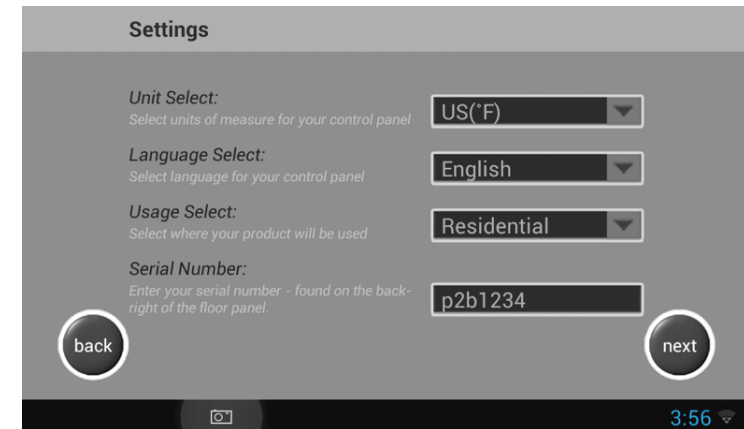 Settings
Unit Select:
Select units of measure for your control panel
US(°F)
Language Select:
Select language for your control panel
English
Usage Select:
Select where your product will be used
Residential
Serial Number:
Enter your serial number - found on the back-
right of the floor panel.
p2b1234
back
next
3:56